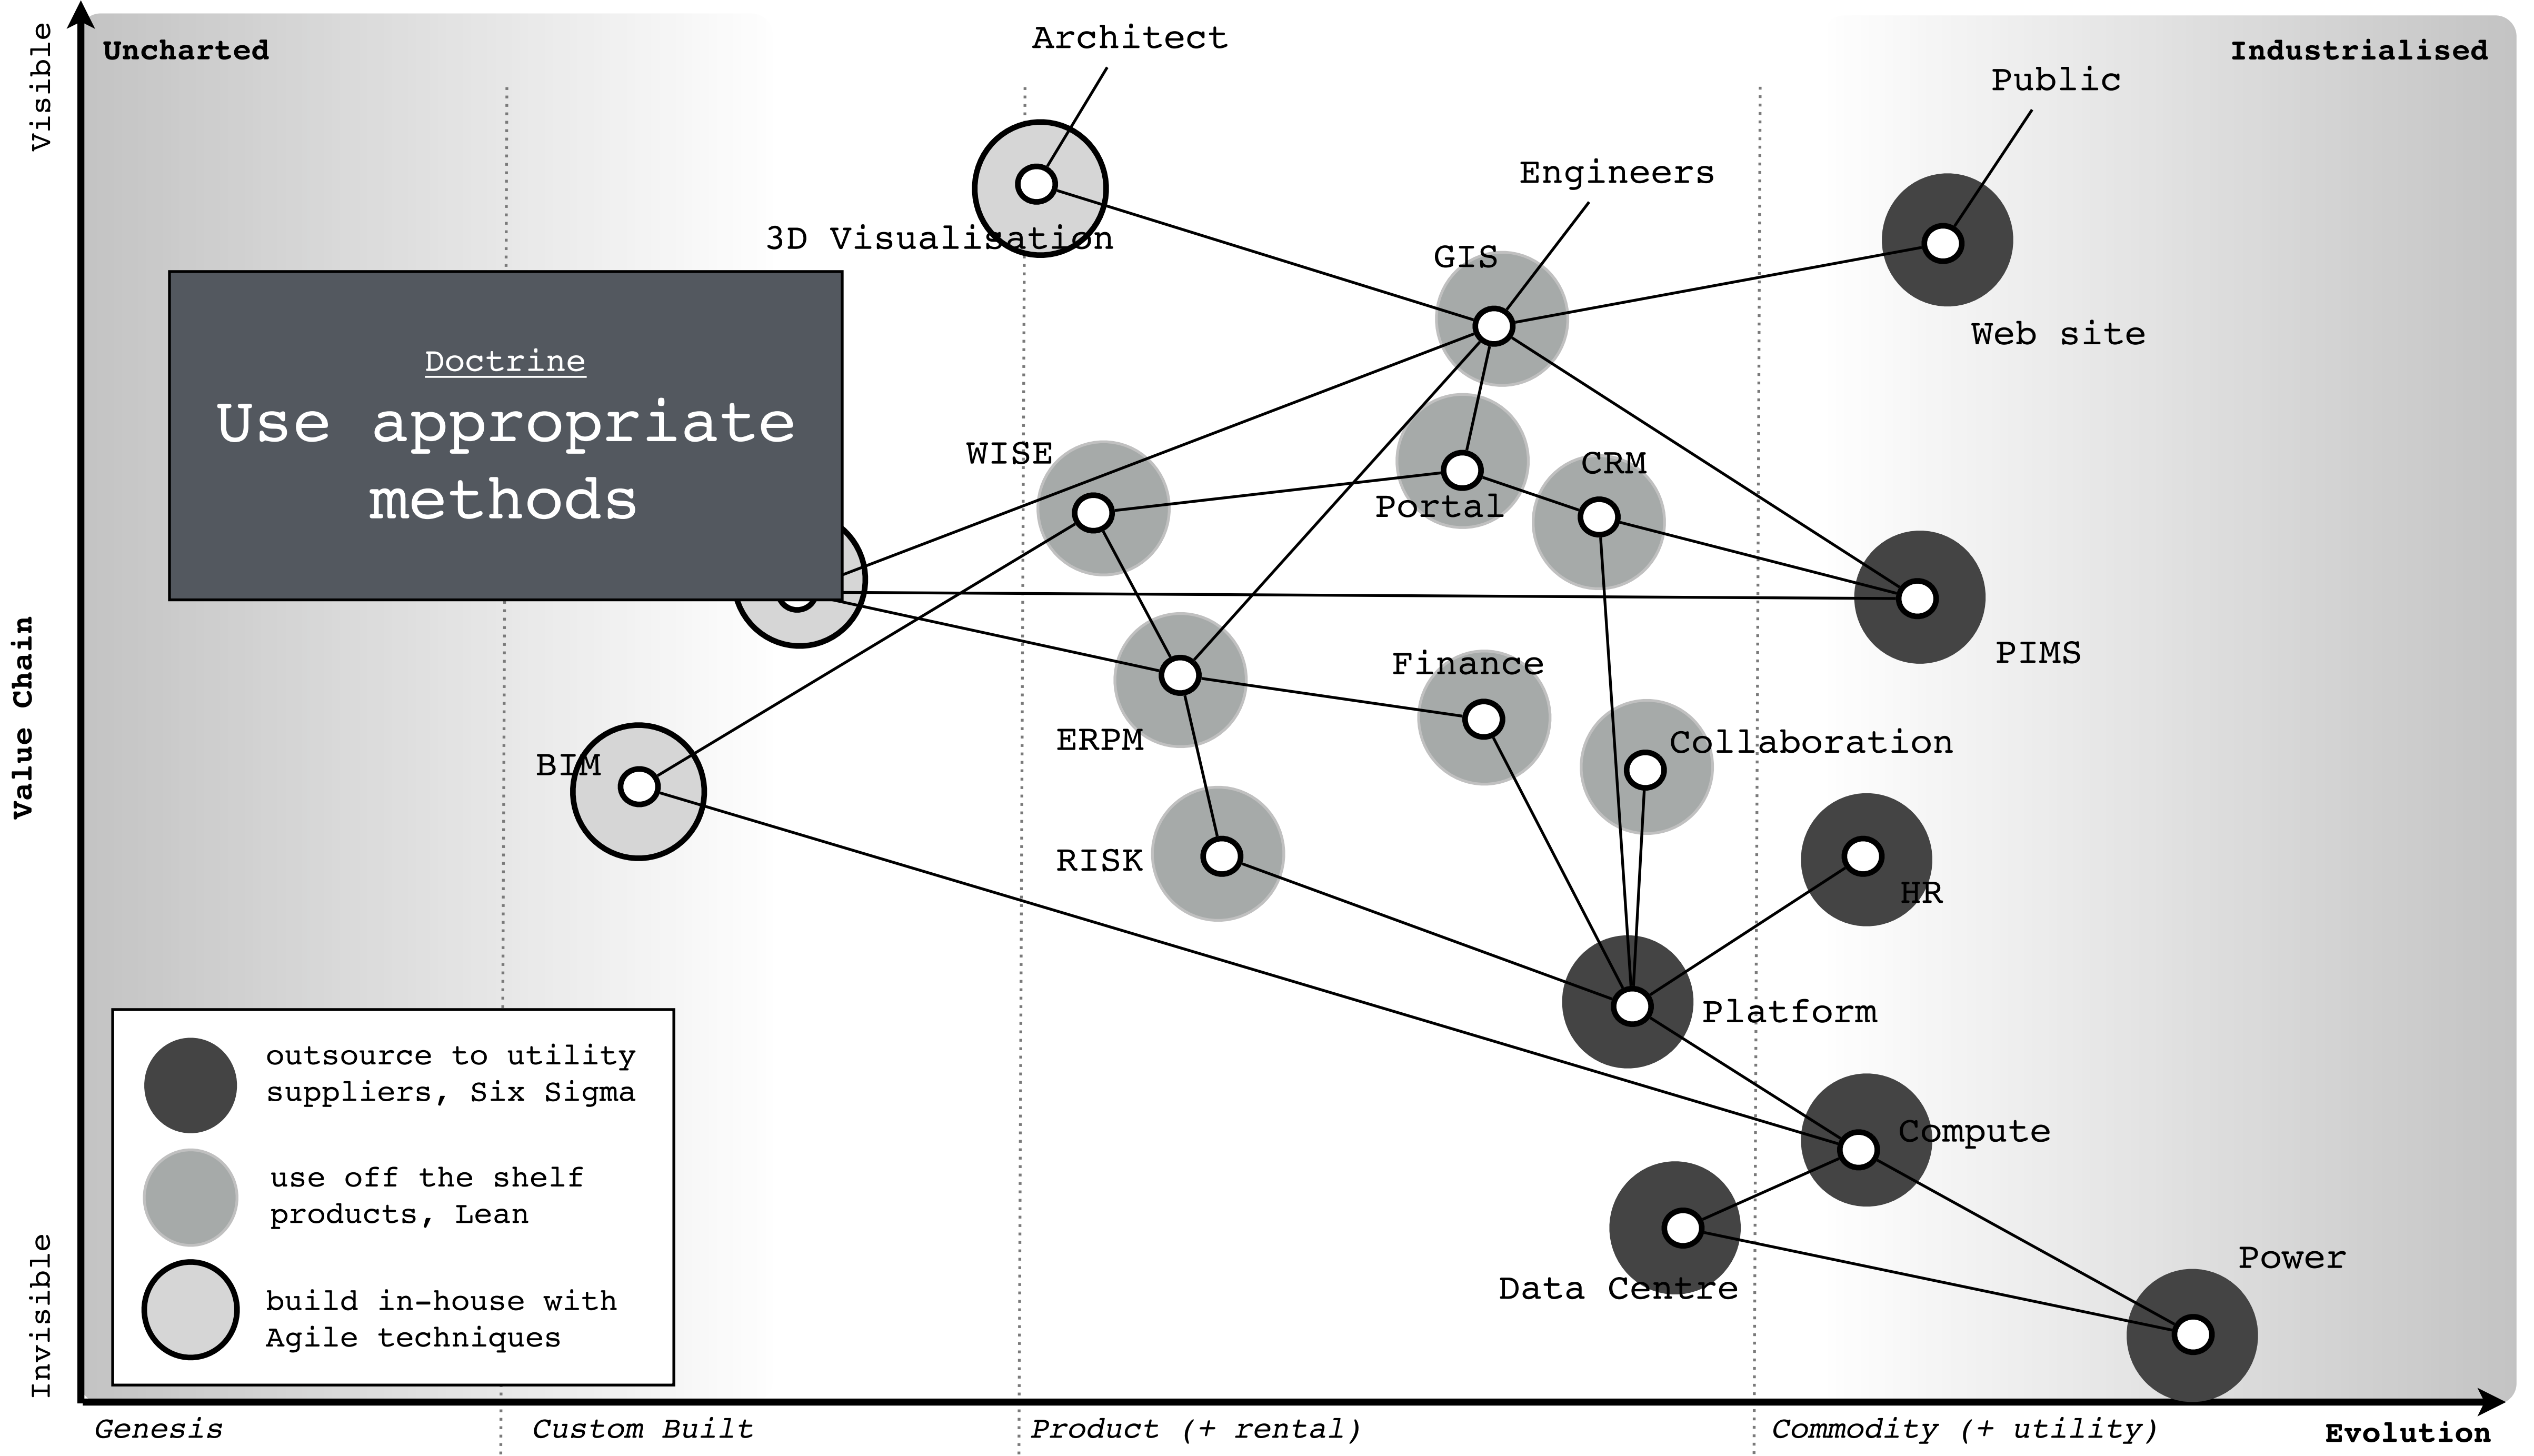 Visible
Uncharted
Architect
Industrialised
Public
Engineers
3D Visualisation
GIS
Web site
Doctrine
Use appropriate
methods
WISE
CRM
Portal
Value Chain
PIMS
Finance
ERPM
Collaboration
BIM
RISK
HR
Platform
outsource to utility
suppliers, Six Sigma
Compute
use off the shelf
products, Lean
Invisible
Power
Data Centre
build in-house with
Agile techniques
Genesis
Custom Built
Product (+ rental)
Commodity (+ utility)
Evolution